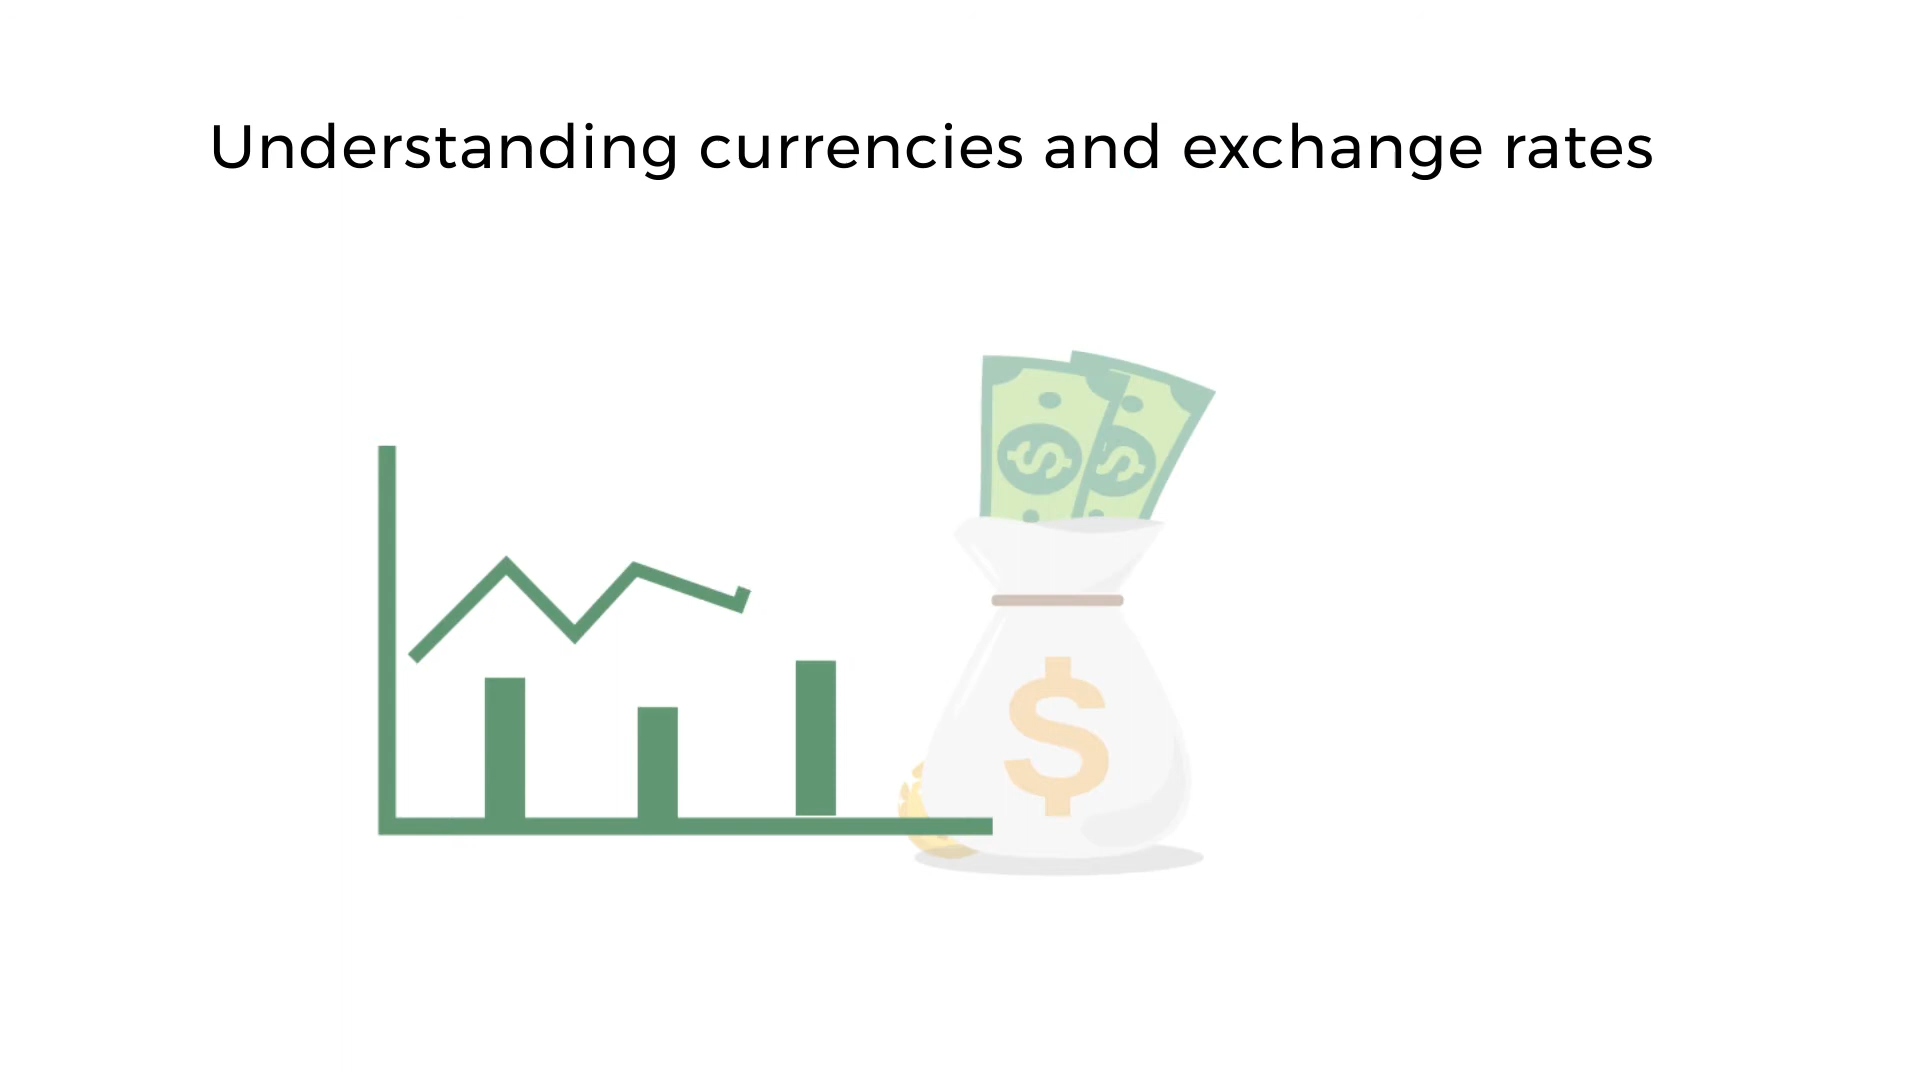 Understanding currencies and exchange rates
$ $
$